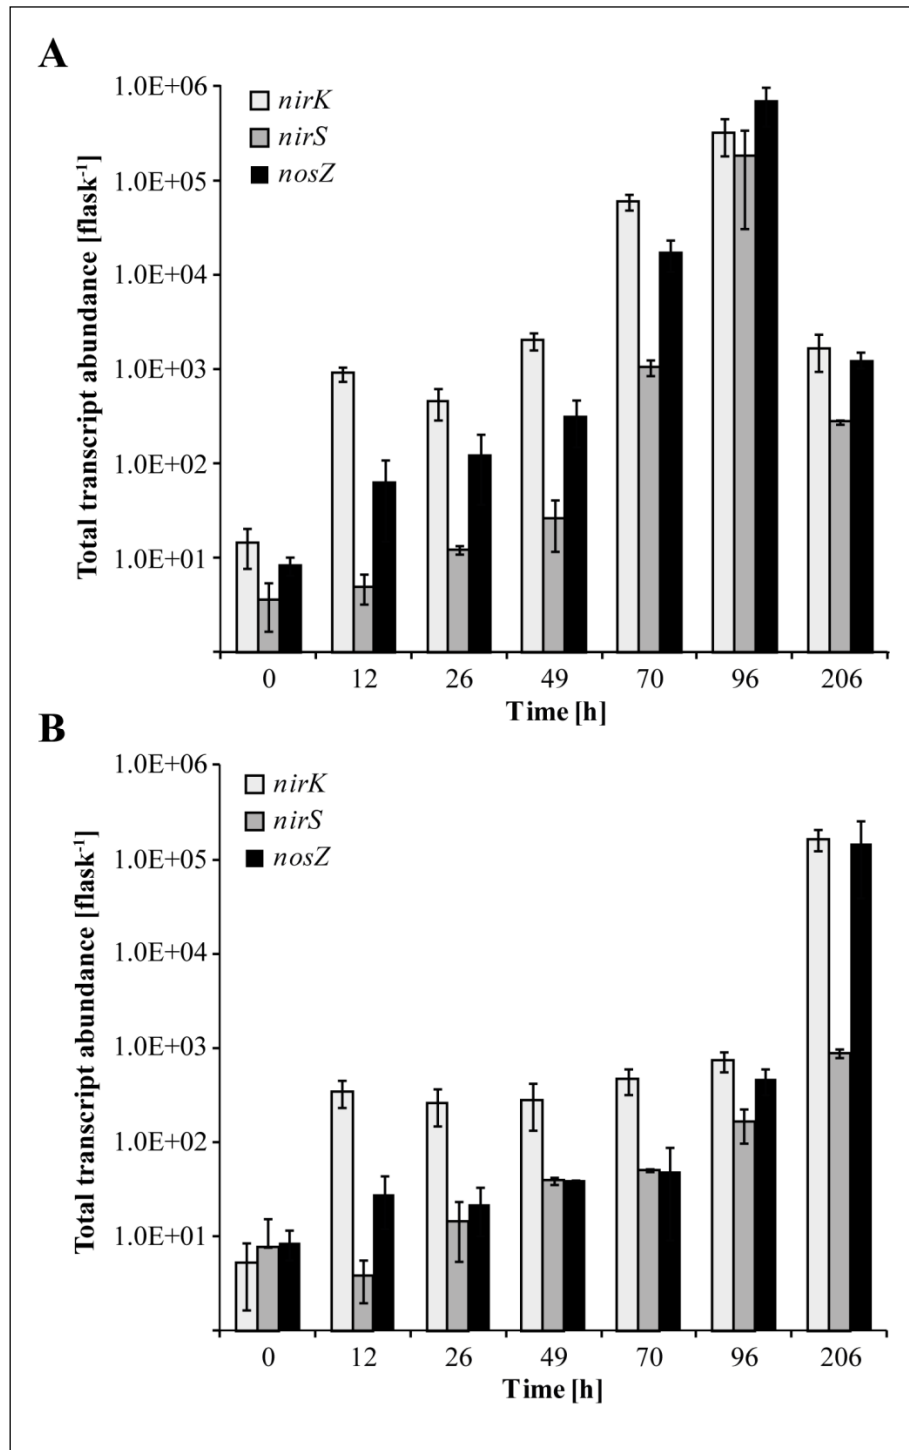 A
1.0E+06
1.0E+05
1.0E+04
1.0E+03
1.0E+02
1.0E+01
Total transcript abundance [flask⁻¹]
nirK
nirS
nosZ
0 12 26 49 70 96 206
Time [h]
B
1.0E+06
1.0E+05
1.0E+04
1.0E+03
1.0E+02
1.0E+01
Total transcript abundance [flask⁻¹]
nirK
nirS
nosZ
0 12 26 49 70 96 206
Time [h]